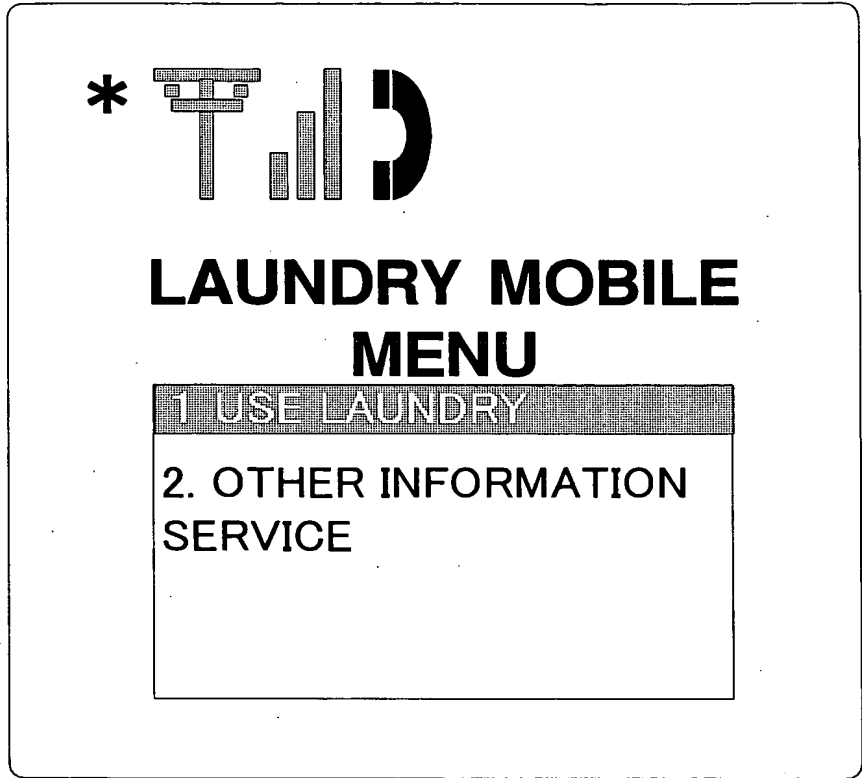 *
LAUNDRY MOBILE
MENU
1 USE LAUNDRY
2. OTHER INFORMATION
SERVICE